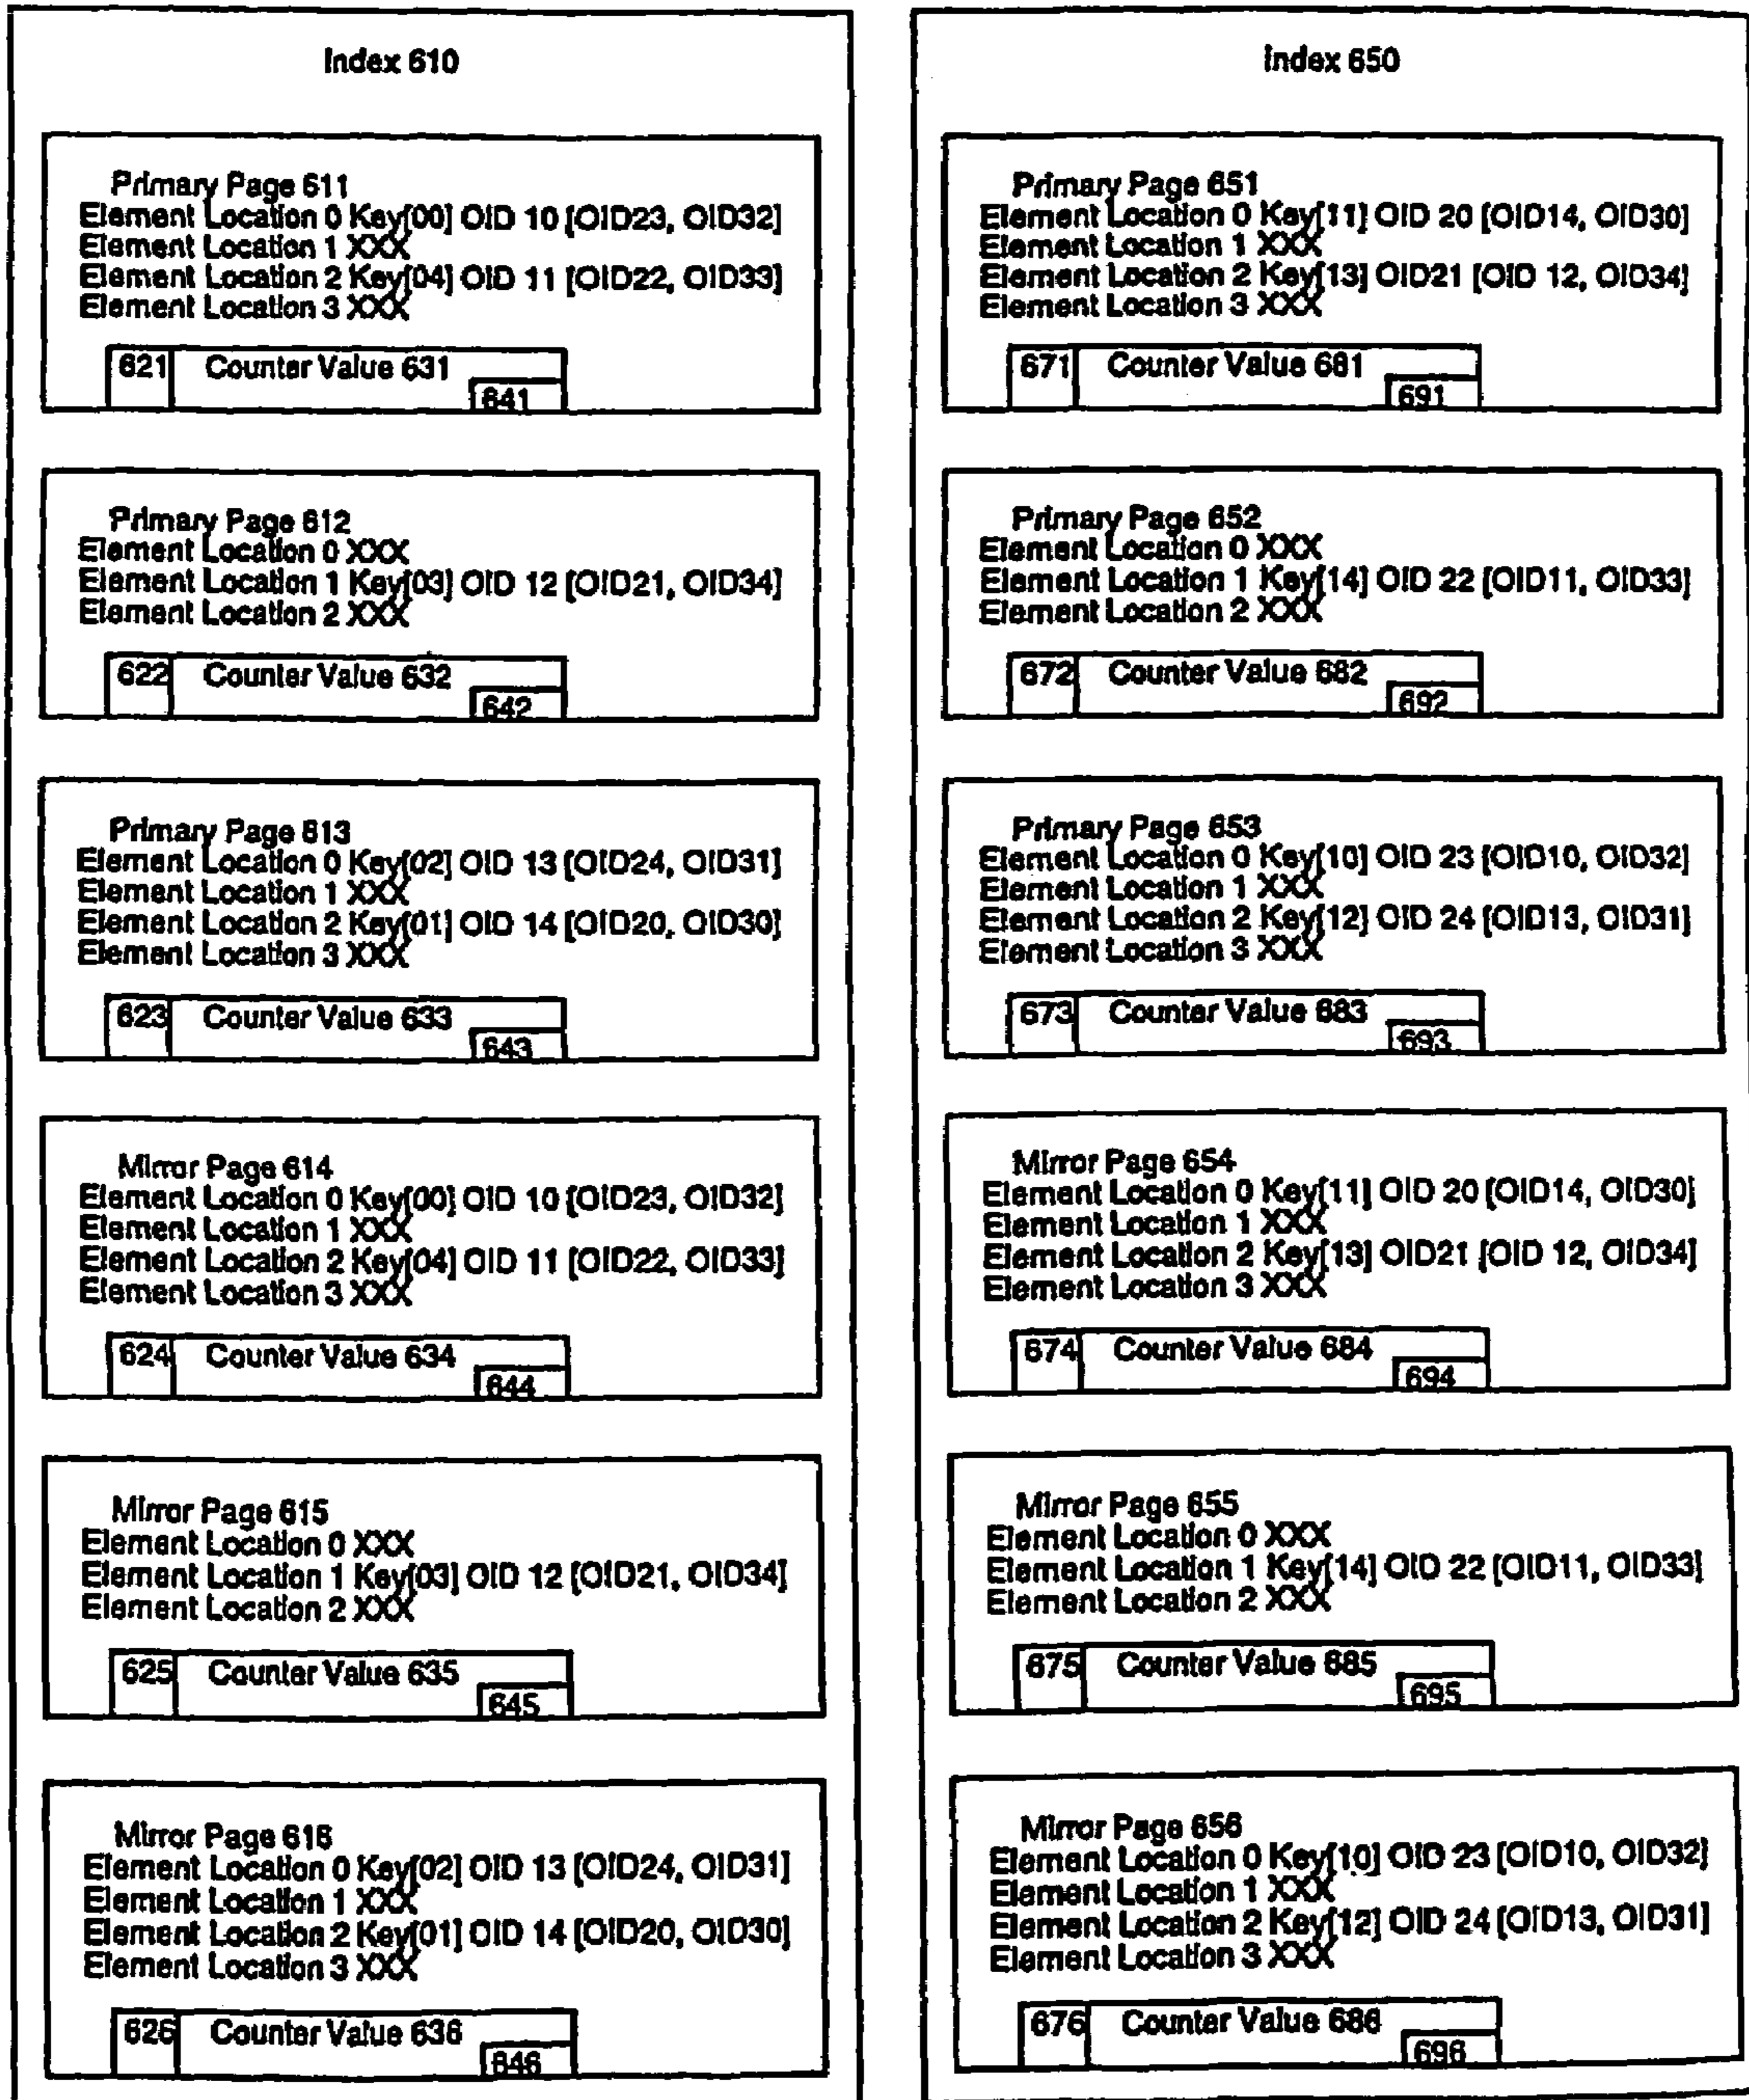 Index 610
Primary Page 611
Element Location 0 Key[00] OID 10 [OID23, OID32]
Element Location 1 XXX
Element Location 2 Key[04] OID 11 [OID22, OID33]
Element Location 3 XXX
621 Counter Value 631
641
Primary Page 612
Element Location 0 XXX
Element Location 1 Key[03] OID 12 [OID21, OID34]
Element Location 2 XXX
622 Counter Value 632
642
Primary Page 613
Element Location 0 Key[02] OID 13 [OID24, OID31]
Element Location 1 XXX
Element Location 2 Key[01] OID 14 [OID20, OID30]
Element Location 3 XXX
623 Counter Value 633
643
Mirror Page 614
Element Location 0 Key[00] OID 10 [OID23, OID32]
Element Location 1 XXX
Element Location 2 Key[04] OID 11 [OID22, OID33]
Element Location 3 XXX
624 Counter Value 634
644
Mirror Page 615
Element Location 0 XXX
Element Location 1 Key[03] OID 12 [OID21, OID34]
Element Location 2 XXX
625 Counter Value 635
645
Mirror Page 616
Element Location 0 Key[02] OID 13 [OID24, OID31]
Element Location 1 XXX
Element Location 2 Key[01] OID 14 [OID20, OID30]
Element Location 3 XXX
626 Counter Value 636
646
Index 650
Primary Page 651
Element Location 0 Key[11] OID 20 [OID14, OID30]
Element Location 1 XXX
Element Location 2 Key[13] OID21 [OID 12, OID34]
Element Location 3 XXX
671 Counter Value 681
691
Primary Page 652
Element Location 0 XXX
Element Location 1 Key[14] OID 22 [OID11, OID33]
Element Location 2 XXX
672 Counter Value 682
692
Primary Page 653
Element Location 0 Key[10] OID 23 [OID10, OID32]
Element Location 1 XXX
Element Location 2 Key[12] OID 24 [OID13, OID31]
Element Location 3 XXX
673 Counter Value 683
693
Mirror Page 654
Element Location 0 Key[11] OID 20 [OID14, OID30]
Element Location 1 XXX
Element Location 2 Key[13] OID21 [OID 12, OID34]
Element Location 3 XXX
674 Counter Value 684
694
Mirror Page 655
Element Location 0 XXX
Element Location 1 Key[14] OID 22 [OID11, OID33]
Element Location 2 XXX
675 Counter Value 685
695
Mirror Page 656
Element Location 0 Key[10] OID 23 [OID10, OID32]
Element Location 1 XXX
Element Location 2 Key[12] OID 24 [OID13, OID31]
Element Location 3 XXX
676 Counter Value 686
696